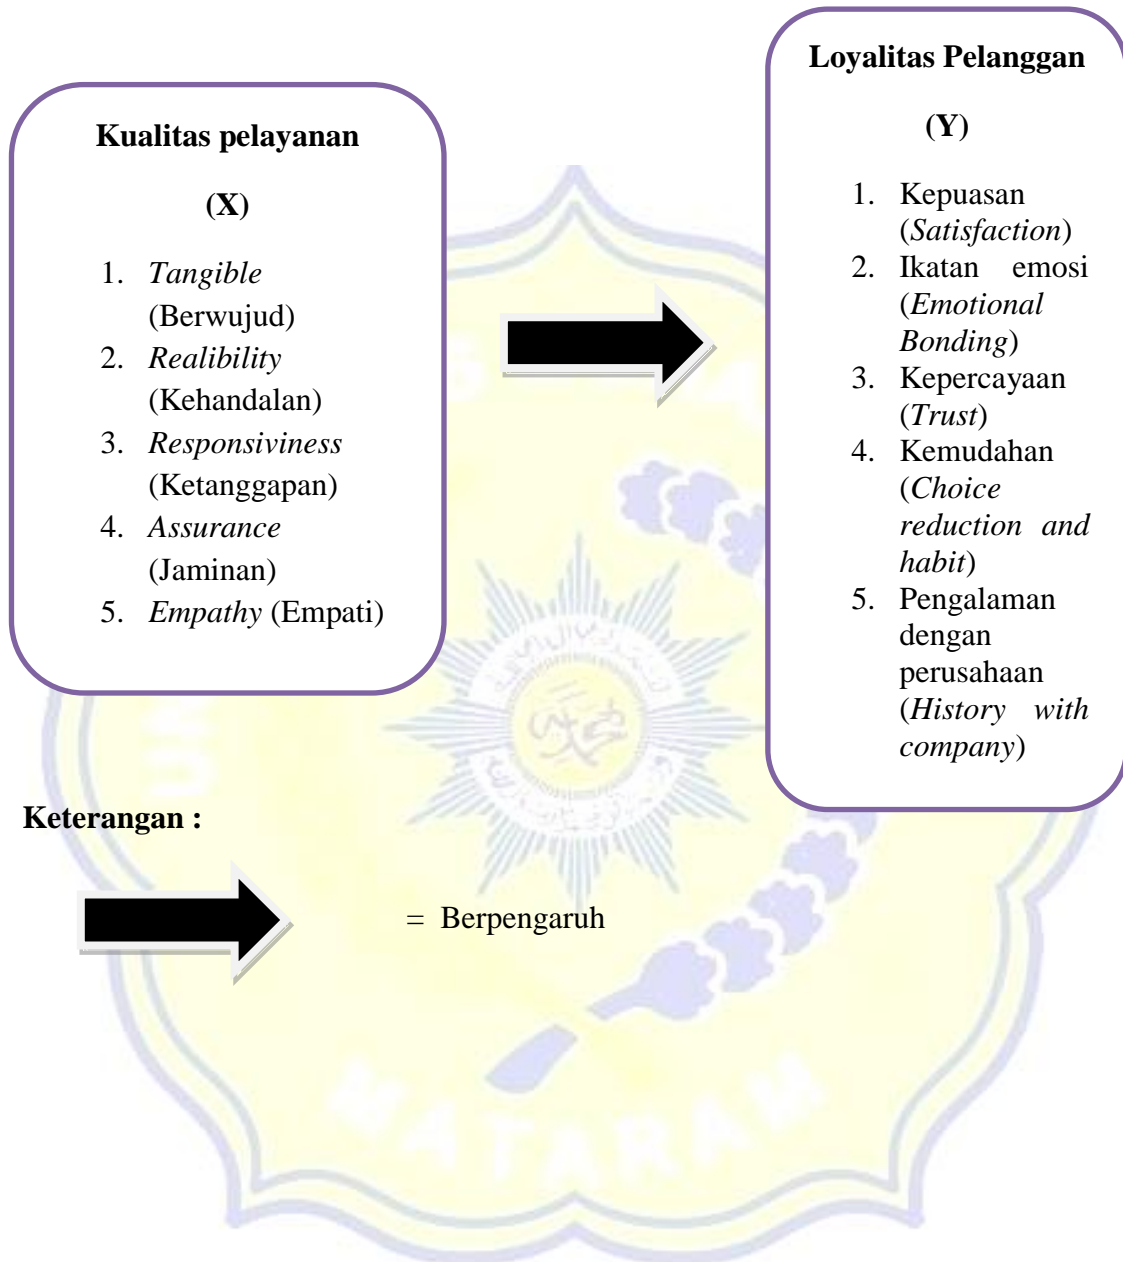 Kualitas pelayanan
(X)
1. Tangible
(Berwujud)
2. Realibility
(Kehandalan)
3. Responsiviness
(Ketanggapan)
4. Assurance
(Jaminan)
5. Empathy (Empati)
Loyalitas Pelanggan
(Y)
1. Kepuasan
(Satisfaction)
2. Ikatan emosi
(Emotional
Bonding)
3. Kepercayaan
(Trust)
4. Kemudahan
(Choice
reduction and
habit)
5. Pengalaman
dengan
perusahaan
(History with
company)
Keterangan :
= Berpengaruh
MATARAM